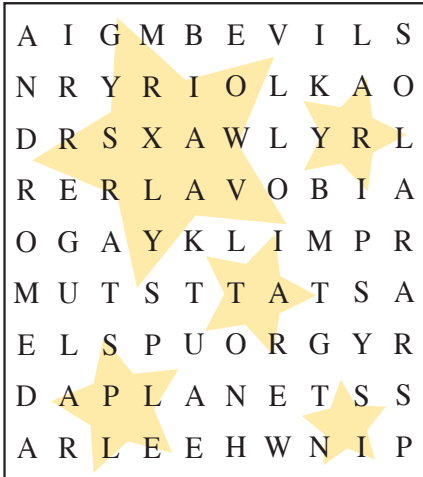 A I G M B E V I L S
N R Y R I O L K A O
D R S X A W L Y R L
R E R L A V O B I A
O G A Y K L I M P R
M U T S T T A T S A
E L S P U O R G Y R
D A P L A N E T S S
A R L E E H W N I P